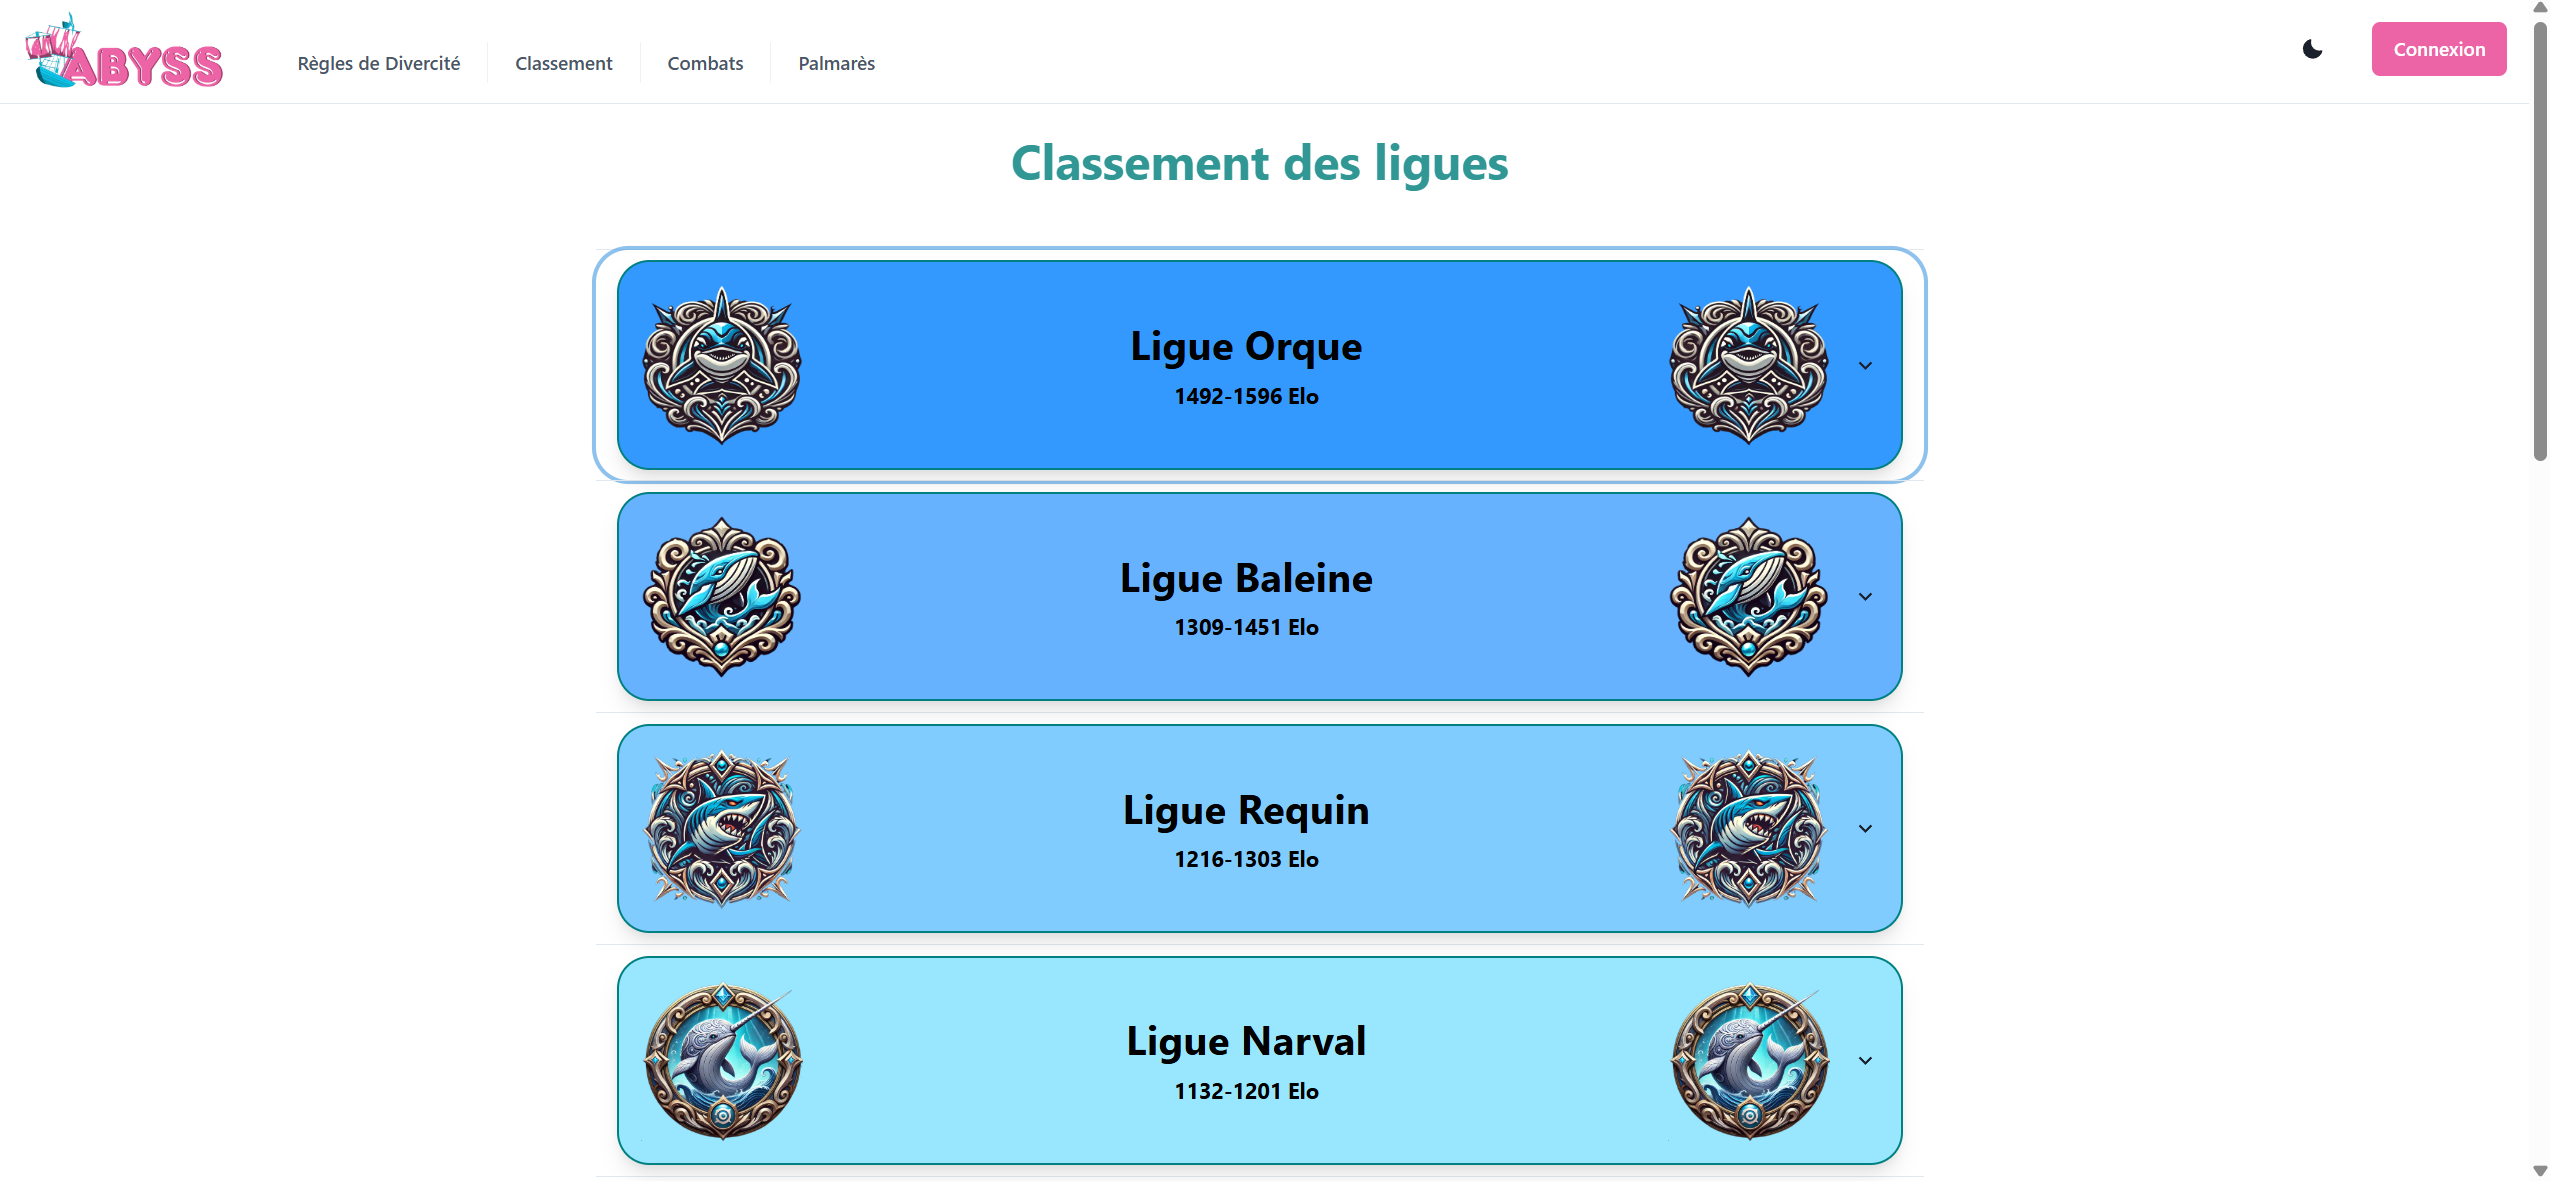 ABYSS
Règles de Divercité
Classement
Combats
Palmarès
Connexion
Classement des ligues
Ligue Orque
1492-1596 Elo
Ligue Baleine
1309-1451 Elo
Ligue Requin
1216-1303 Elo
Ligue Narval
1132-1201 Elo